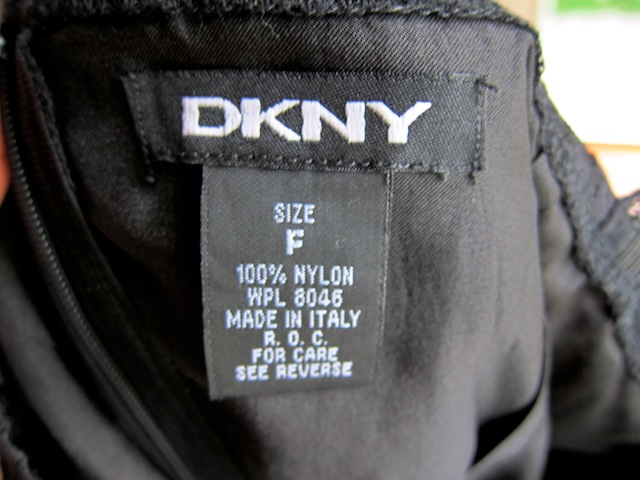 DKNY
SIZE
F
100% NYLON
WPL 8046
MADE IN ITALY
R. O. C.
FOR CARE
SEE REVERSE